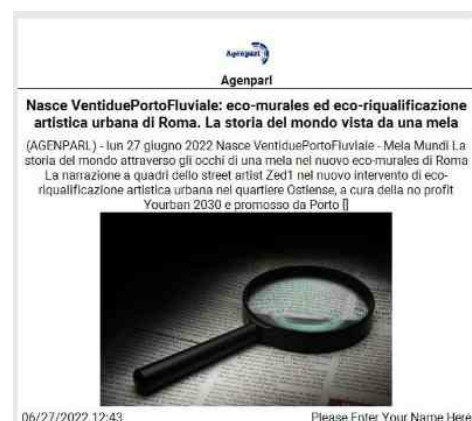 Agenparl
Agenparl
Nasce VentiduePortoFluviale: eco-murales ed eco-riqualificazione
artistica urbana di Roma. La storia del mondo vista da una mela
(AGENPARL) - lun 27 giugno 2022 Nasce VentiduePortoFluviale - Mela Mundi La
storia del mondo attraverso gli occhi di una mela nel nuovo eco-murales di Roma
La narrazione a quadri dello street artist Zed1 nel nuovo intervento di eco-
riqualificazione artistica urbana nel quartiere Ostiense, a cura della no profit
Yourban 2030 e promosso da Porto []
06/27/2022 12:43
Please Enter Your Name Here